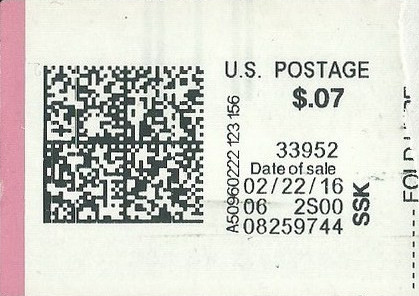 U.S. POSTAGE
$.07
33952
Date of sale
02/22/16
06 2S00
08259744
SSK
A50960222 123 156